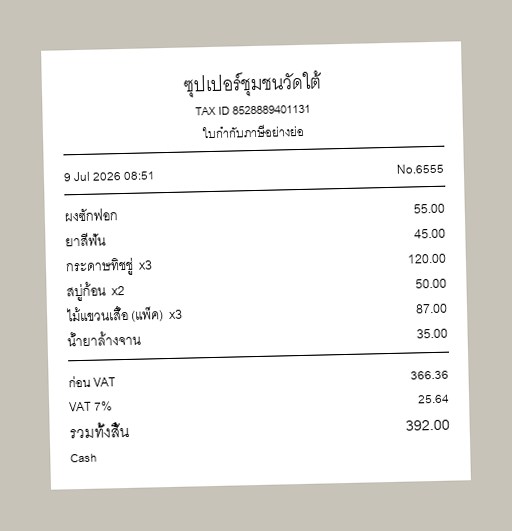 ซุปเปอร์ชุมชนวัดใต้
TAX ID 8528889401131
ใบกำกับภาษีอย่างย่อ
9 Jul 2026 08:51 No.6555
ผงซักฟอก 55.00
ยาสีฟัน 45.00
กระดาษทิชชู่ x3 120.00
สบู่ก้อน x2 50.00
ไม้แขวนเสื้อ (แพ็ค) x3 87.00
น้ำยาล้างจาน 35.00
ก่อน VAT 366.36
VAT 7% 25.64
รวมทั้งสิ้น 392.00
Cash